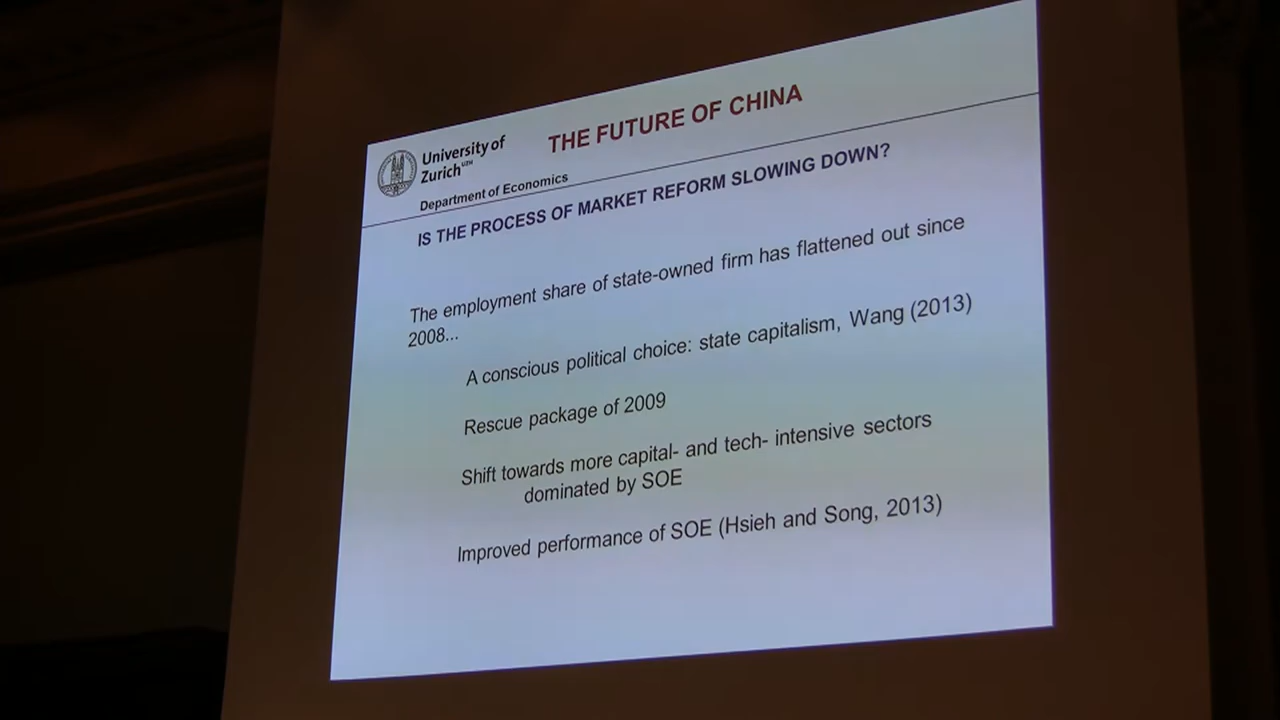 University of
Zurich UZH
THE FUTURE OF CHINA
Department of Economics
IS THE PROCESS OF MARKET REFORM SLOWING DOWN?
The employment share of state-owned firm has flattened out since
2008...
A conscious political choice: state capitalism, Wang (2013)
Rescue package of 2009
Shift towards more capital- and tech- intensive sectors
dominated by SOE
Improved performance of SOE (Hsieh and Song, 2013)